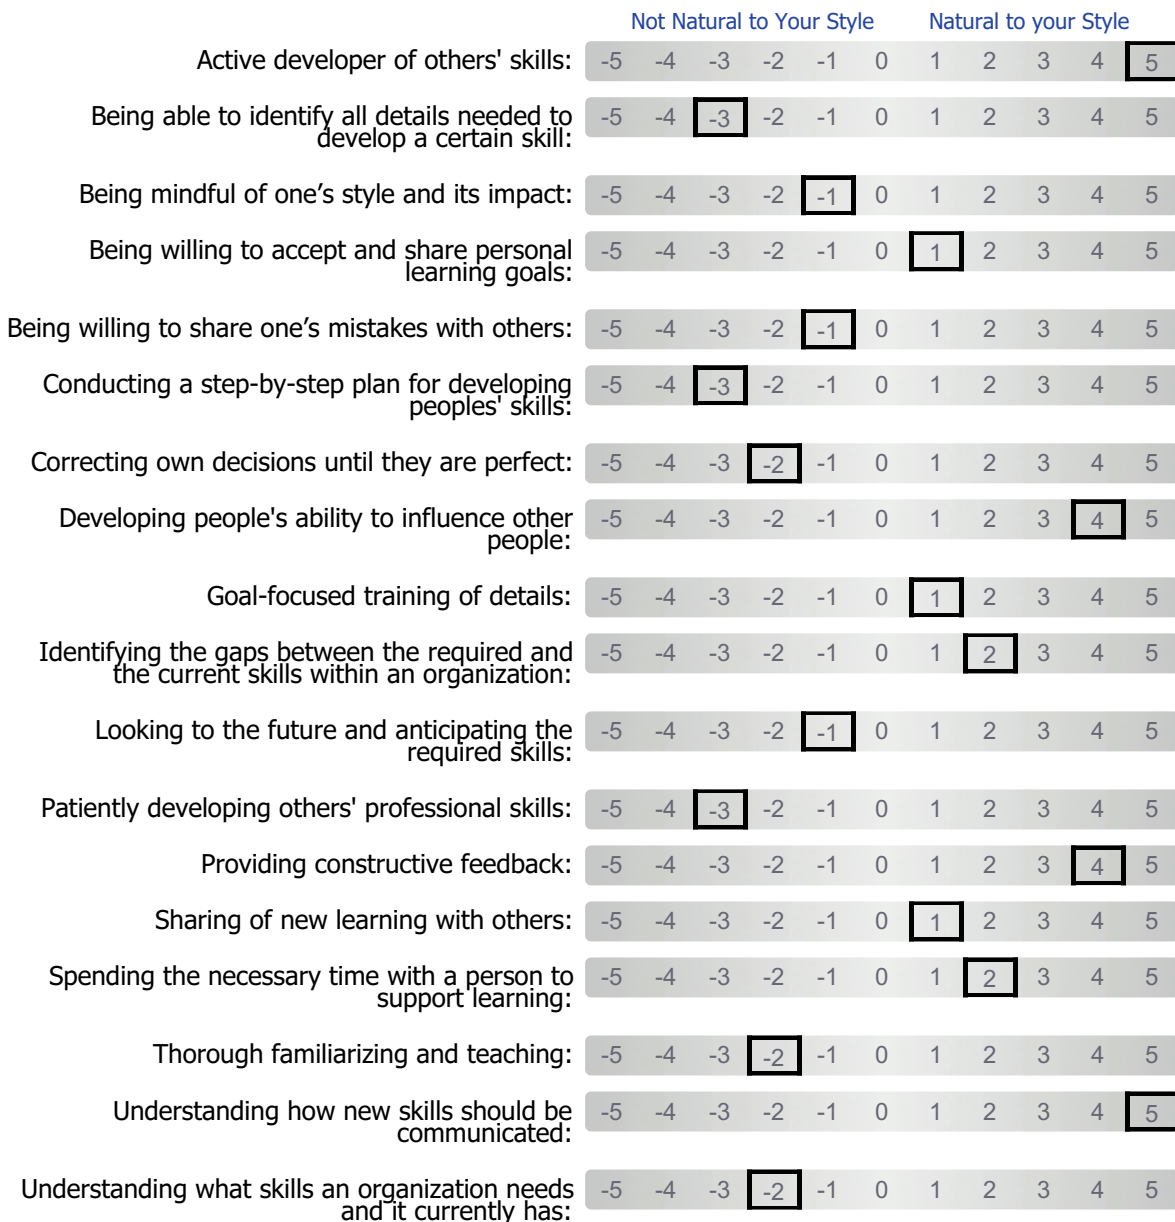 Not Natural to Your Style Natural to your Style
Active developer of others' skills: -5 -4 -3 -2 -1 0 1 2 3 4 5
Being able to identify all details needed to
develop a certain skill: -5 -4 -3 -2 -1 0 1 2 3 4 5
Being mindful of one’s style and its impact: -5 -4 -3 -2 -1 0 1 2 3 4 5
Being willing to accept and share personal
learning goals: -5 -4 -3 -2 -1 0 1 2 3 4 5
Being willing to share one’s mistakes with others: -5 -4 -3 -2 -1 0 1 2 3 4 5
Conducting a step-by-step plan for developing
peoples' skills: -5 -4 -3 -2 -1 0 1 2 3 4 5
Correcting own decisions until they are perfect: -5 -4 -3 -2 -1 0 1 2 3 4 5
Developing people's ability to influence other
people: -5 -4 -3 -2 -1 0 1 2 3 4 5
Goal-focused training of details: -5 -4 -3 -2 -1 0 1 2 3 4 5
Identifying the gaps between the required and
the current skills within an organization: -5 -4 -3 -2 -1 0 1 2 3 4 5
Looking to the future and anticipating the
required skills: -5 -4 -3 -2 -1 0 1 2 3 4 5
Patiently developing others' professional skills: -5 -4 -3 -2 -1 0 1 2 3 4 5
Providing constructive feedback: -5 -4 -3 -2 -1 0 1 2 3 4 5
Sharing of new learning with others: -5 -4 -3 -2 -1 0 1 2 3 4 5
Spending the necessary time with a person to
support learning: -5 -4 -3 -2 -1 0 1 2 3 4 5
Thorough familiarizing and teaching: -5 -4 -3 -2 -1 0 1 2 3 4 5
Understanding how new skills should be
communicated: -5 -4 -3 -2 -1 0 1 2 3 4 5
Understanding what skills an organization needs
and it currently has: -5 -4 -3 -2 -1 0 1 2 3 4 5